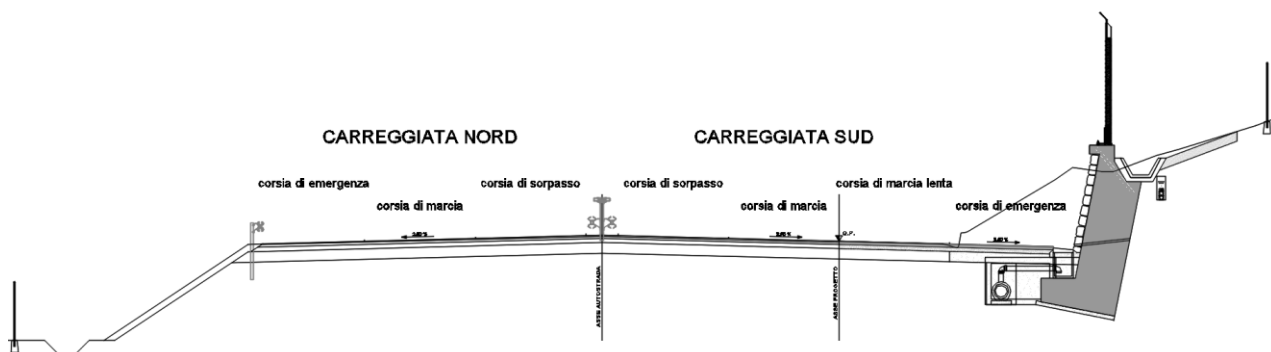 CARREGGIATA NORD
CARREGGIATA SUD
corsia di emergenza
corsia di sorpasso
corsia di sorpasso
corsia di marcia lenta
corsia di marcia
corsia di marcia
corsia di emergenza
Q.P.
ASSE AUTOSTRADA
ASSE PROGETTO